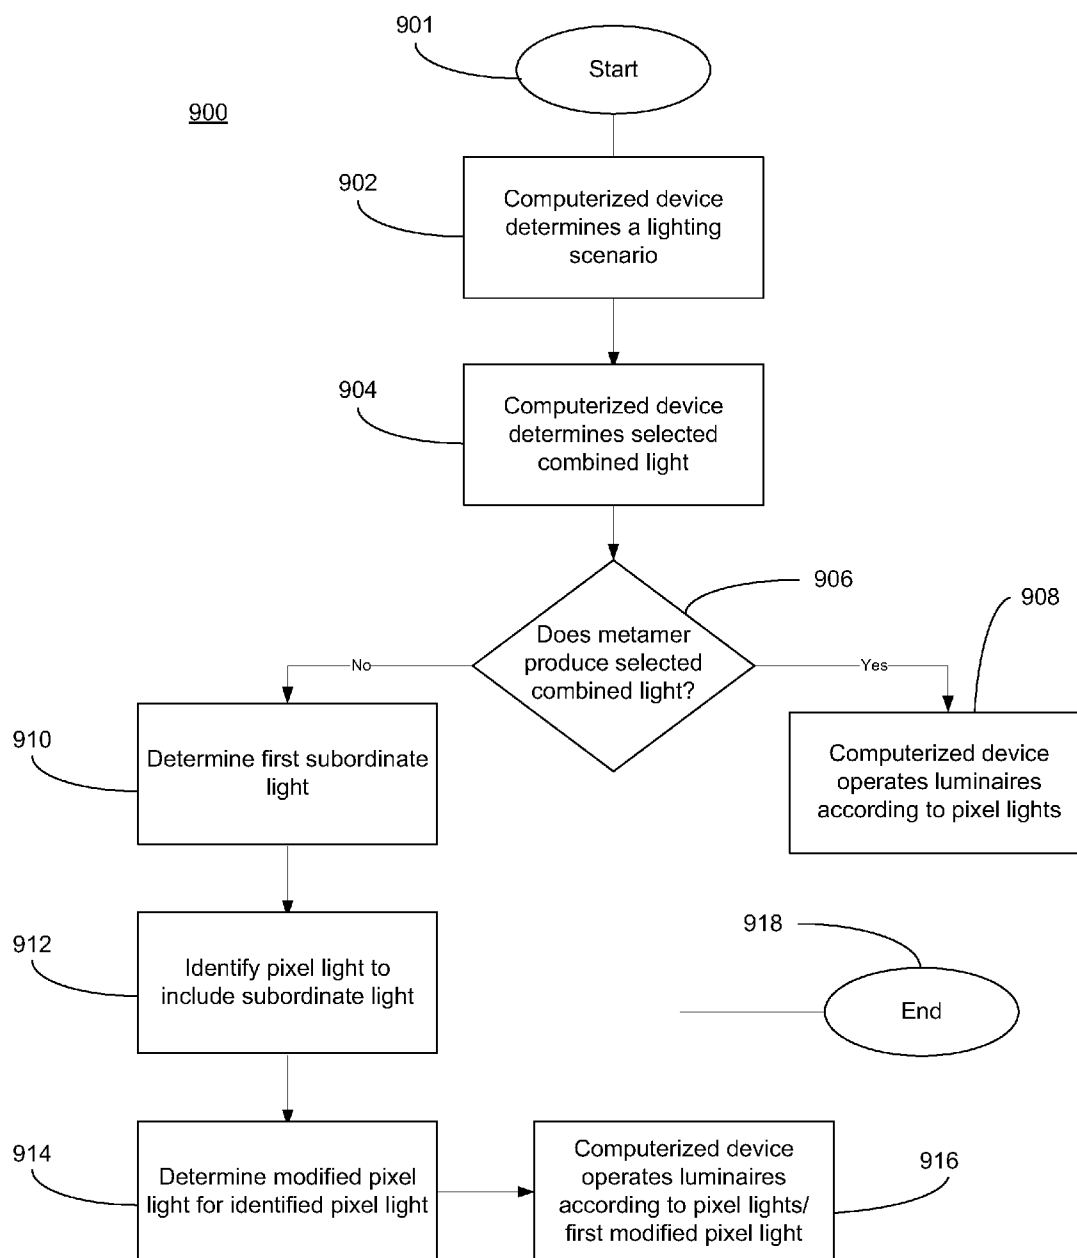 901
Start
900
902
Computerized device
determines a lighting
scenario
904
Computerized device
determines selected
combined light
906
Does metamer
produce selected
combined light?
No
Yes
908
Computerized device
operates luminaires
according to pixel lights
910
Determine first subordinate
light
912
Identify pixel light to
include subordinate light
918
End
914
Determine modified pixel
light for identified pixel light
Computerized device
operates luminaires
according to pixel lights/
first modified pixel light
916